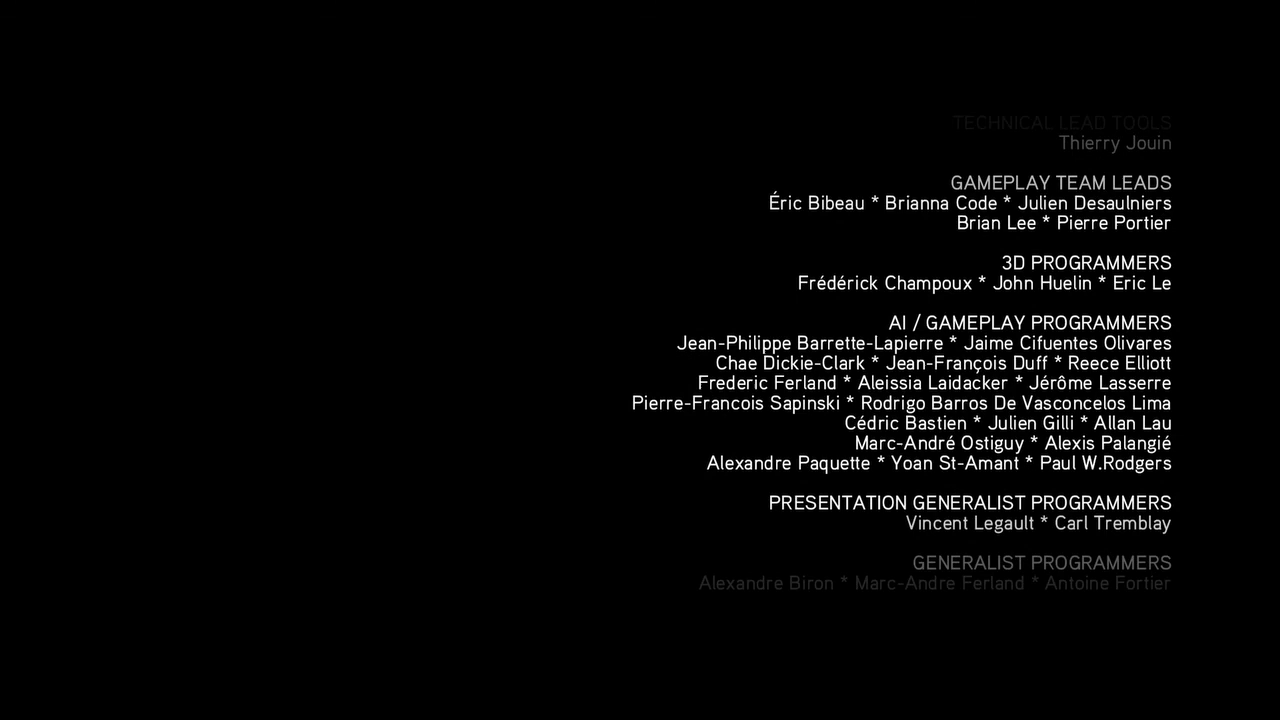 TECHNICAL LEAD TOOLS
Thierry Jouin
GAMEPLAY TEAM LEADS
Éric Bibeau * Brianna Code * Julien Desaulniers
Brian Lee * Pierre Portier
3D PROGRAMMERS
Frédérick Champoux * John Huelin * Eric Le
AI / GAMEPLAY PROGRAMMERS
Jean-Philippe Barrette-Lapierre * Jaime Cifuentes Olivares
Chae Dickie-Clark * Jean-François Duff * Reece Elliott
Frederic Ferland * Aleissia Laidacker * Jérôme Lasserre
Pierre-Francois Sapinski * Rodrigo Barros De Vasconcelos Lima
Cédric Bastien * Julien Gilli * Allan Lau
Marc-André Ostiguy * Alexis Palangié
Alexandre Paquette * Yoan St-Amant * Paul W.Rodgers
PRESENTATION GENERALIST PROGRAMMERS
Vincent Legault * Carl Tremblay
GENERALIST PROGRAMMERS
Alexandre Biron * Marc-Andre Ferland * Antoine Fortier